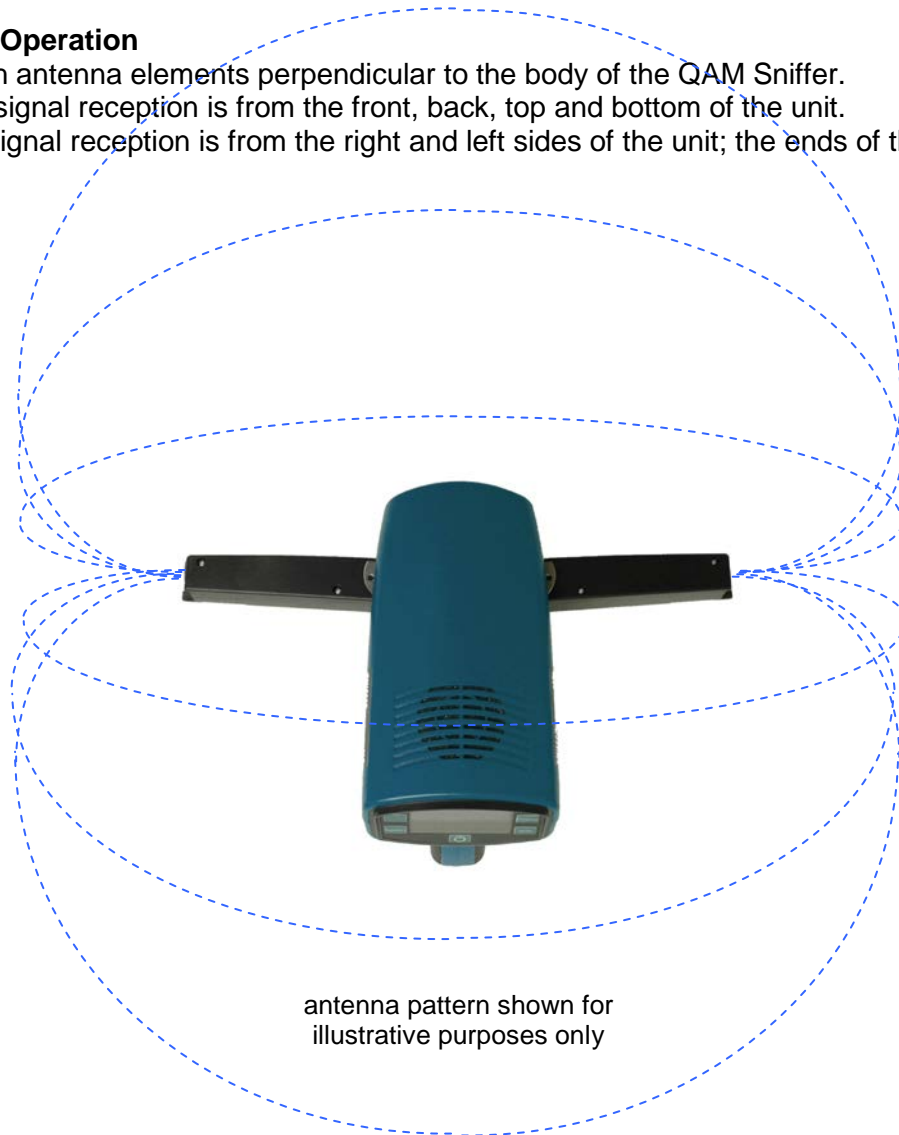 Operation
n antenna elements perpendicular to the body of the QAM Sniffer.
signal reception is from the front, back, top and bottom of the unit.
ignal reception is from the right and left sides of the unit; the ends of t
antenna pattern shown for
illustrative purposes only